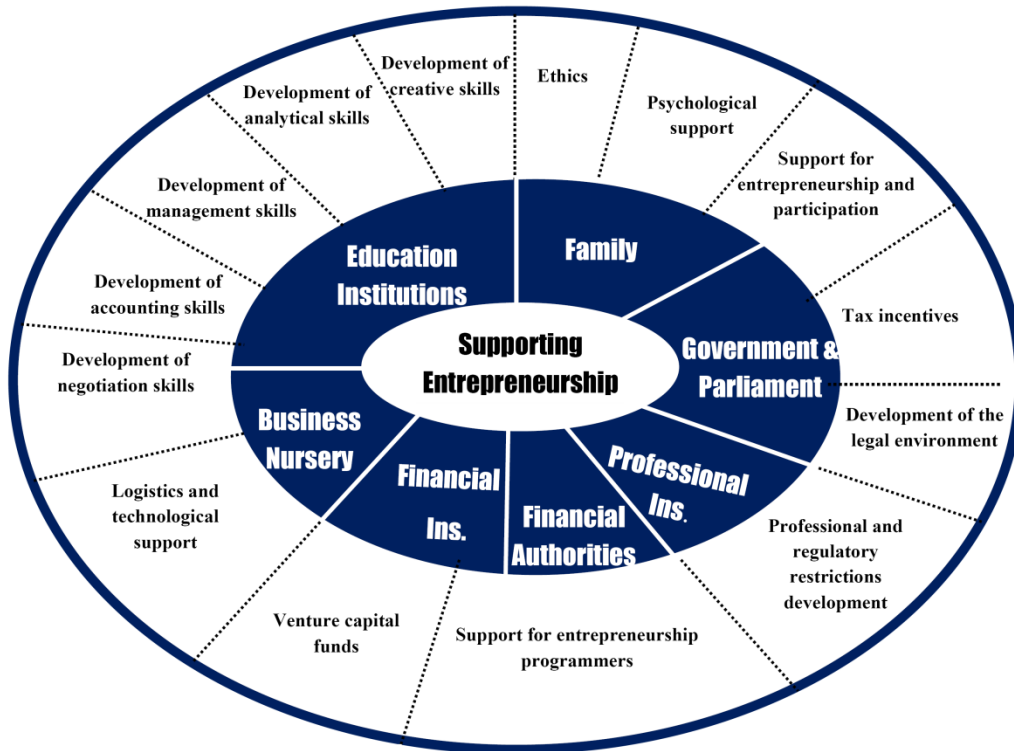 Development of
creative skills
Ethics
Psychological
support
Support for
entrepreneurship and
participation
Tax incentives
Development of the
legal environment
Professional and
regulatory
restrictions
development
Support for entrepreneurship
programmers
Venture capital
funds
Logistics and
technological
support
Development of
negotiation skills
Development of
accounting skills
Development of
management skills
Development of
analytical skills
Education
Institutions
Family
Government &
Parliament
Professional
Ins.
Financial
Authorities
Financial
Ins.
Business
Nursery
Supporting
Entrepreneurship